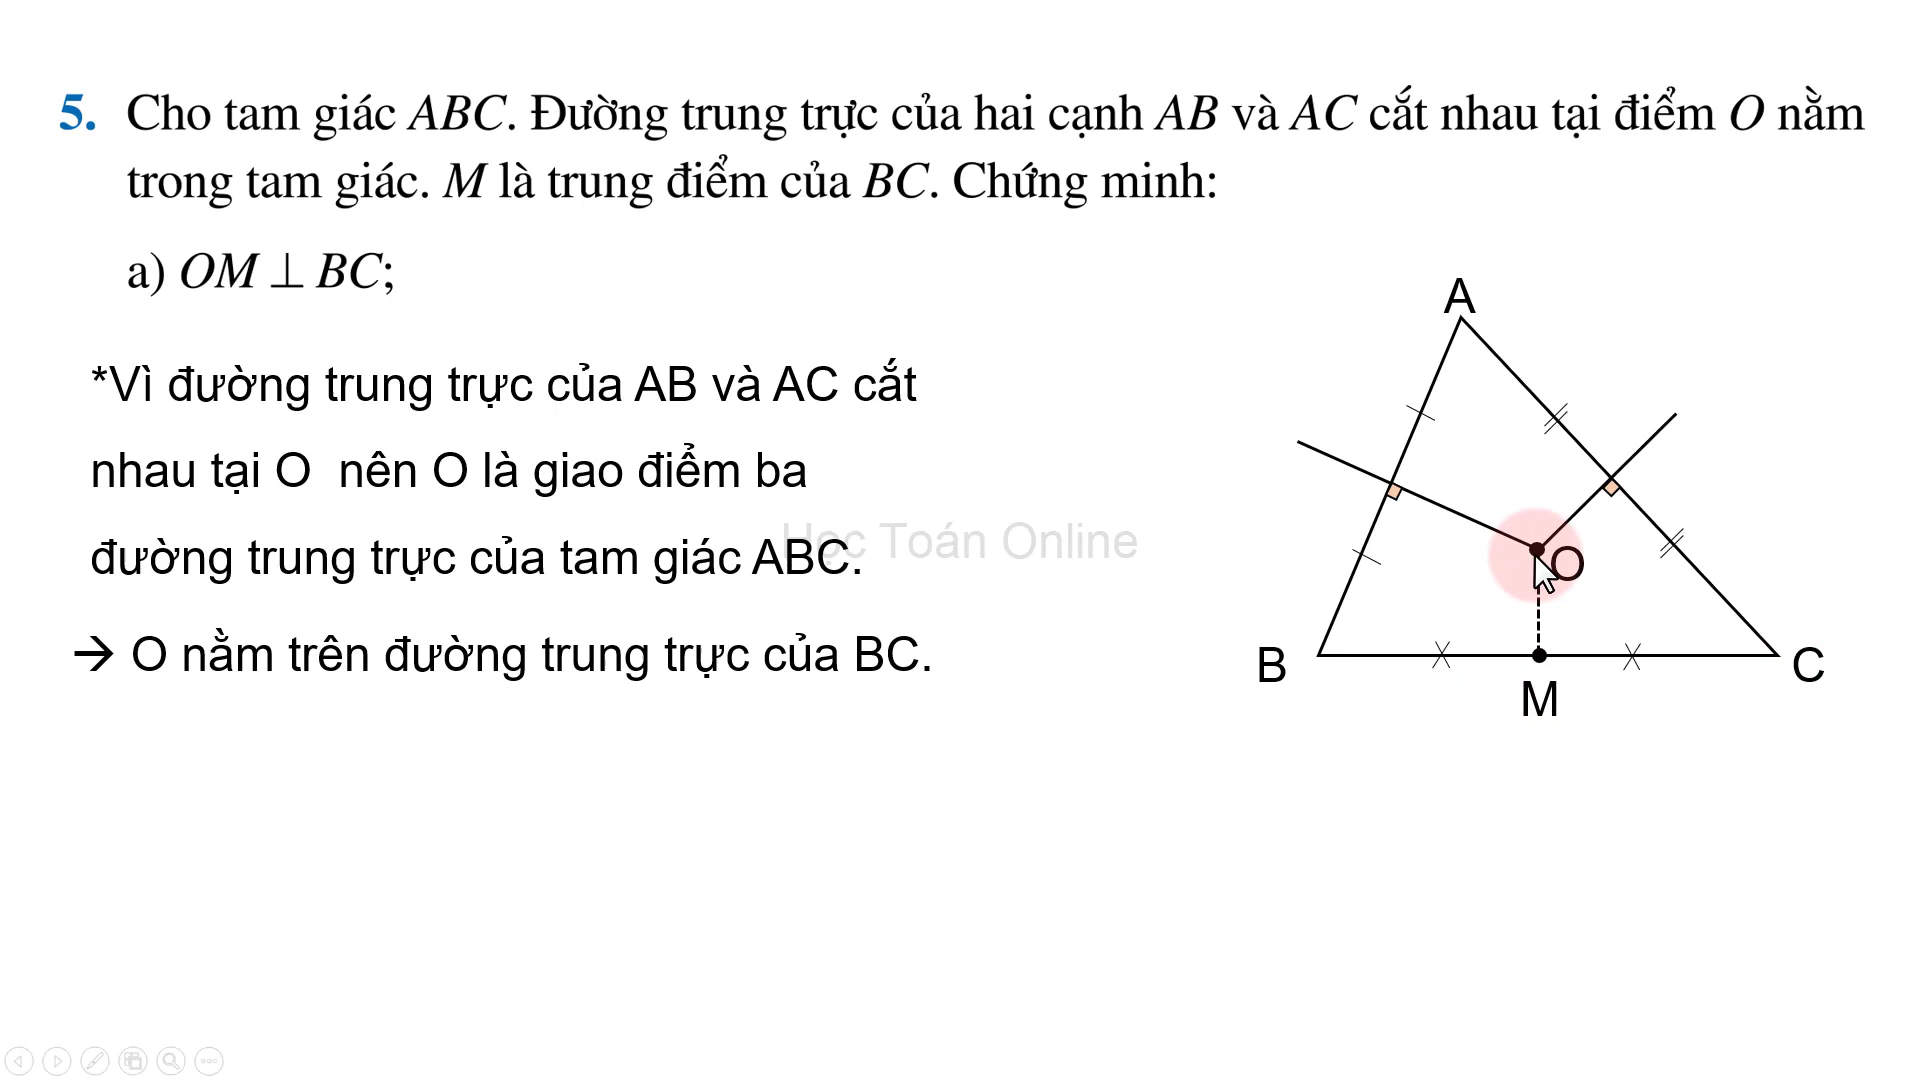 5. Cho tam giác ABC. Đường trung trực của hai cạnh AB và AC cắt nhau tại điểm O nằm
trong tam giác. M là trung điểm của BC. Chứng minh:
a) OM ⊥ BC;
*Vì đường trung trực của AB và AC cắt
nhau tại O nên O là giao điểm ba
đường trung trực của tam giác ABC.
→ O nằm trên đường trung trực của BC.
Học Toán Online
A
O
B
C
M